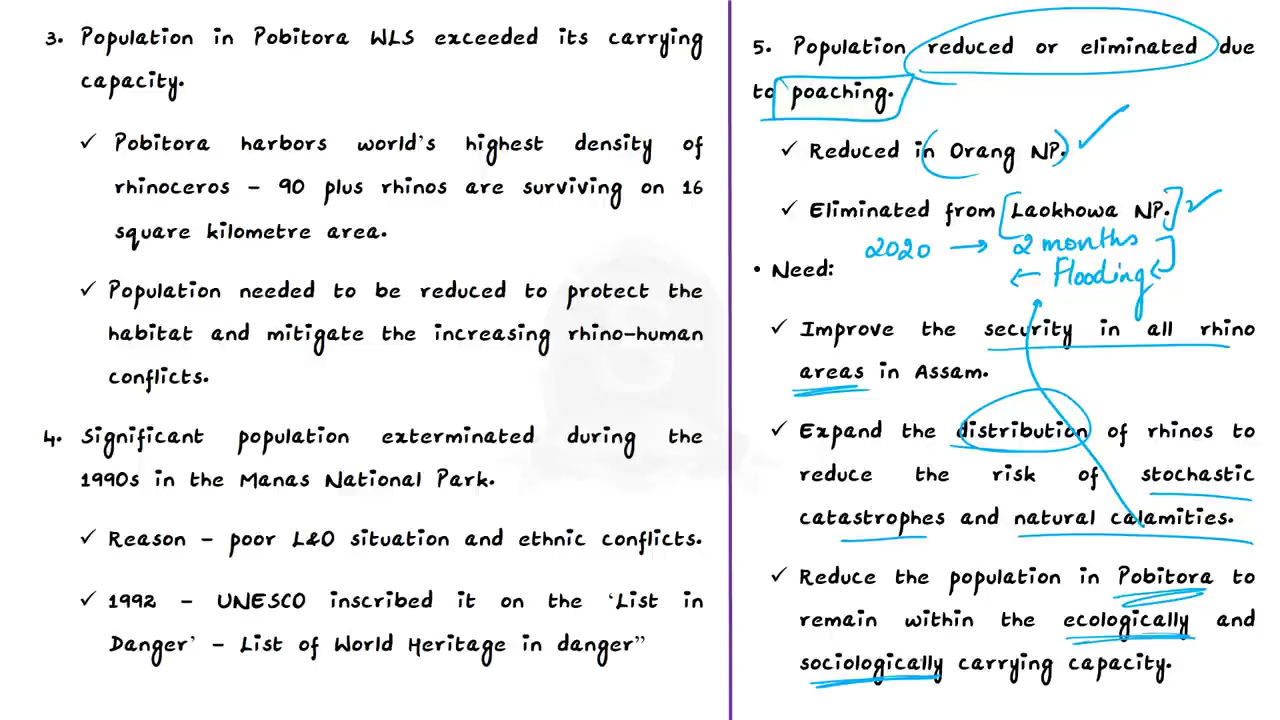 3. Population in Pobitora WLS exceeded its carrying
capacity.
✓ Pobitora harbors world's highest density of
rhinoceros – 90 plus rhinos are surviving on 16
square kilometre area.
✓ Population needed to be reduced to protect the
habitat and mitigate the increasing rhino-human
conflicts.
4. Significant population exterminated during the
1990s in the Manas National Park.
✓ Reason – poor L&O situation and ethnic conflicts.
✓ 1992 – UNESCO inscribed it on the ‘List in
Danger’ – List of World Heritage in danger”
5. Population reduced or eliminated due
to poaching.
✓ Reduced in Orang NP.
✓ Eliminated from Laokhowa NP.
2020 → 2 months
← Flooding
• Need:
✓ Improve the security in all rhino
areas in Assam.
✓ Expand the distribution of rhinos to
reduce the risk of stochastic
catastrophes and natural calamities.
✓ Reduce the population in Pobitora to
remain within the ecologically and
sociologically carrying capacity.